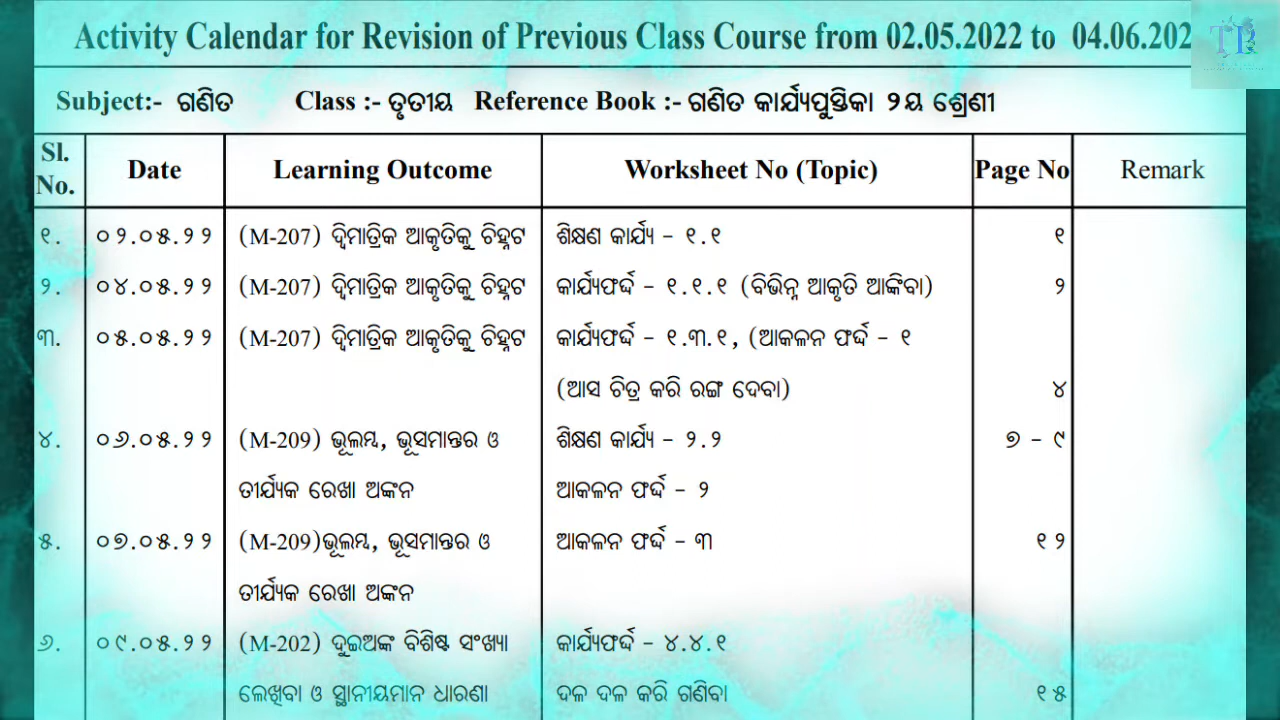 Activity Calendar for Revision of Previous Class Course from 02.05.2022 to 04.06.202
Subject:- ଗଣିତ Class :- ତୃତୀୟ Reference Book :- ଗଣିତ କାର୍ଯ୍ୟପୁସ୍ତିକା ୨ୟ ଶ୍ରେଣୀ
Sl. No. Date Learning Outcome Worksheet No (Topic) Page No Remark
୧. ୦୨.୦୫.୨୨ (M-207) ଦ୍ୱିମାତ୍ରିକ ଆକୃତିକୁ ଚିହ୍ନଟ ଶିକ୍ଷଣ କାର୍ଯ୍ୟ - ୧.୧ ୧
୨. ୦୪.୦୫.୨୨ (M-207) ଦ୍ୱିମାତ୍ରିକ ଆକୃତିକୁ ଚିହ୍ନଟ କାର୍ଯ୍ୟଫର୍ଦ୍ଦ - ୧.୧.୧ (ବିଭିନ୍ନ ଆକୃତି ଆଙ୍କିବା) ୨
୩. ୦୫.୦୫.୨୨ (M-207) ଦ୍ୱିମାତ୍ରିକ ଆକୃତିକୁ ଚିହ୍ନଟ କାର୍ଯ୍ୟଫର୍ଦ୍ଦ - ୧.୩.୧, (ଆକଳନ ଫର୍ଦ୍ଦ - ୧
(ଆସ ଚିତ୍ର କରି ରଙ୍ଗ ଦେବା) ୪
୪. ୦୬.୦୫.୨୨ (M-209) ଭୂଲମ୍ବ, ଭୂସମାନ୍ତର ଓ ଶିକ୍ଷଣ କାର୍ଯ୍ୟ - ୨.୨ ୭ - ୯
ତୀର୍ଯ୍ୟକ ରେଖା ଅଙ୍କନ ଆକଳନ ଫର୍ଦ୍ଦ - ୨
୫. ୦୭.୦୫.୨୨ (M-209)ଭୂଲମ୍ବ, ଭୂସମାନ୍ତର ଓ ଆକଳନ ଫର୍ଦ୍ଦ - ୩ ୧୨
ତୀର୍ଯ୍ୟକ ରେଖା ଅଙ୍କନ
୬. ୦୯.୦୫.୨୨ (M-202) ଦୁଇଅଙ୍କ ବିଶିଷ୍ଟ ସଂଖ୍ୟା କାର୍ଯ୍ୟଫର୍ଦ୍ଦ - ୪.୪.୧
ଲେଖିବା ଓ ସ୍ଥାନୀୟମାନ ଧାରଣା ଦଳ ଦଳ କରି ଗଣିବା ୧୫